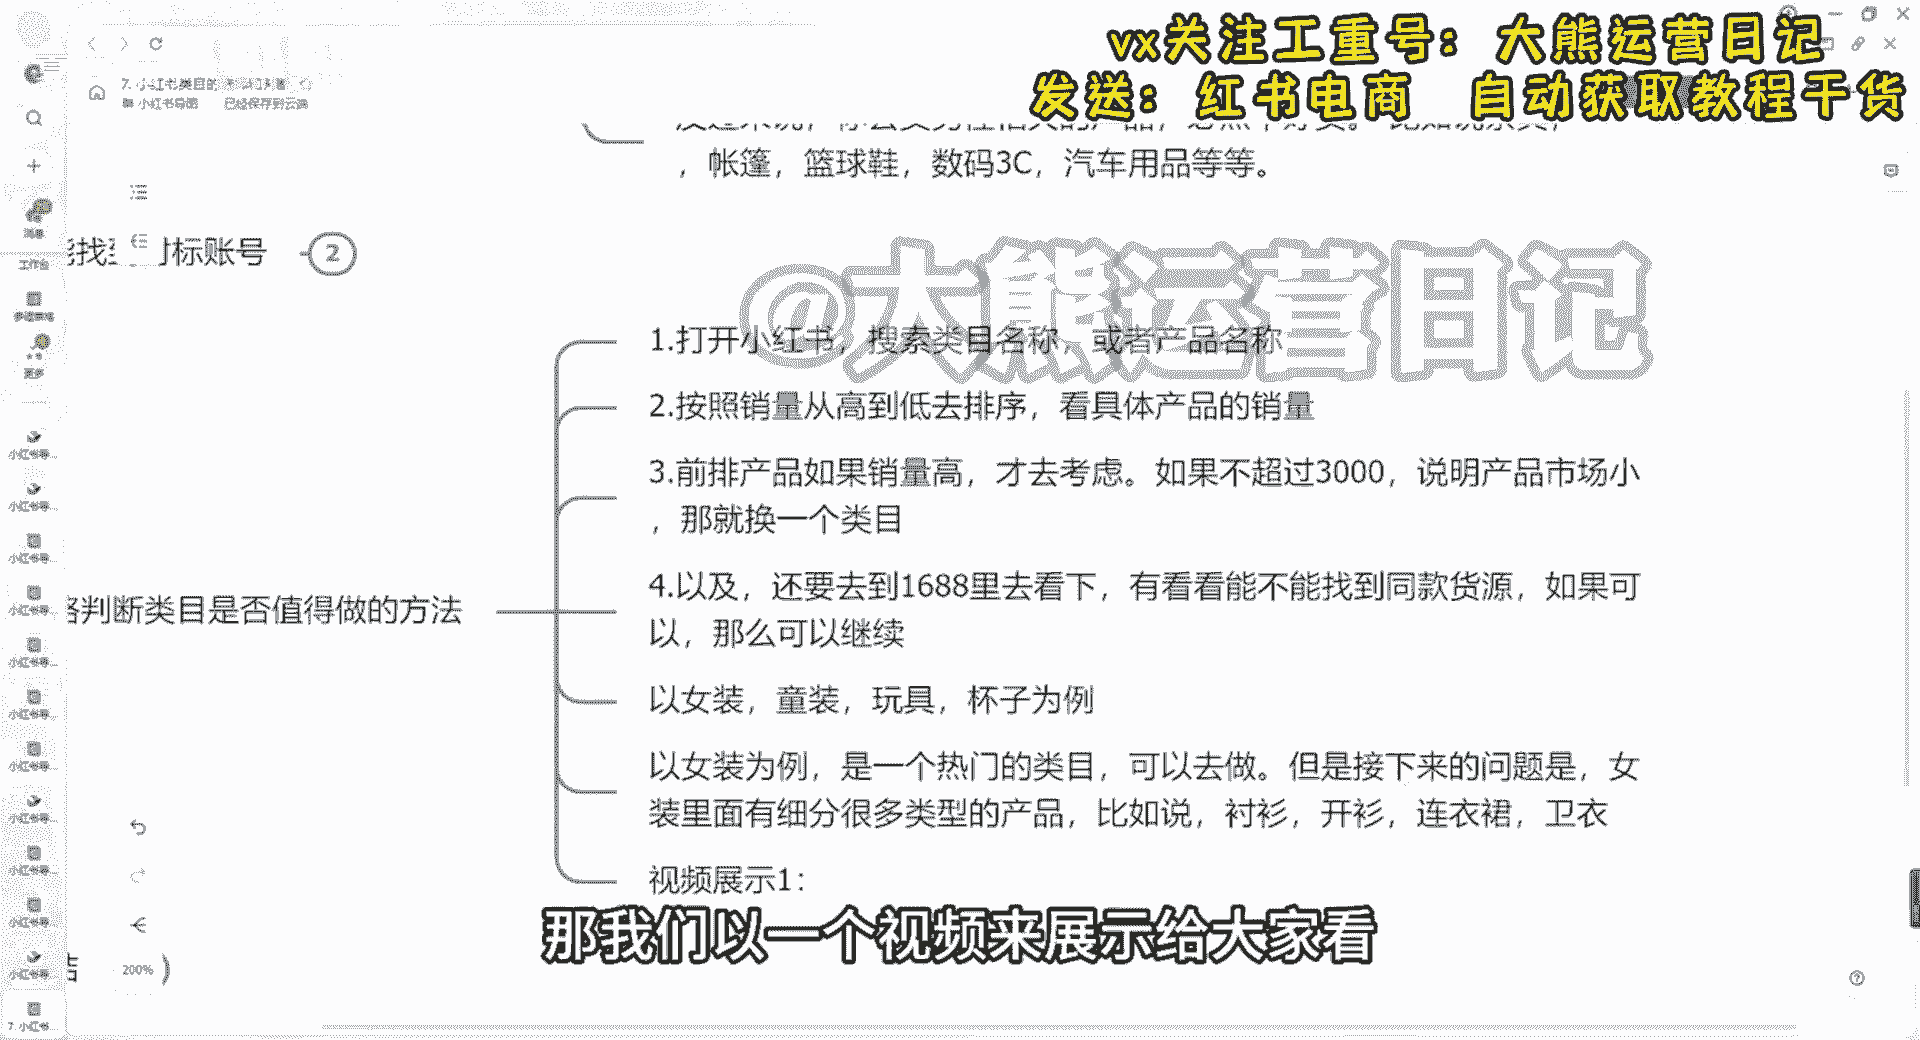 vx关注工重号：大熊运营日记
发送：红书电商 自动获取教程干货
小红书导图 已经保存到云端
，帐篷，篮球鞋，数码3C，汽车用品等等。
标账号 2
@大熊运营日记
1.打开小红书，搜索类目名称，或者产品名称
2.按照销量从高到低去排序，看具体产品的销量
3.前排产品如果销量高，才去考虑。如果不超过3000，说明产品市场小
，那就换一个类目
4.以及，还要去到1688里去看下，有看看能不能找到同款货源，如果可
以，那么可以继续
判断类目是否值得做的方法
以女装，童装，玩具，杯子为例
以女装为例，是一个热门的类目，可以去做。但是接下来的问题是，女
装里面有细分很多类型的产品，比如说，衬衫，开衫，连衣裙，卫衣
视频展示1：
那我们以一个视频来展示给大家看
200%